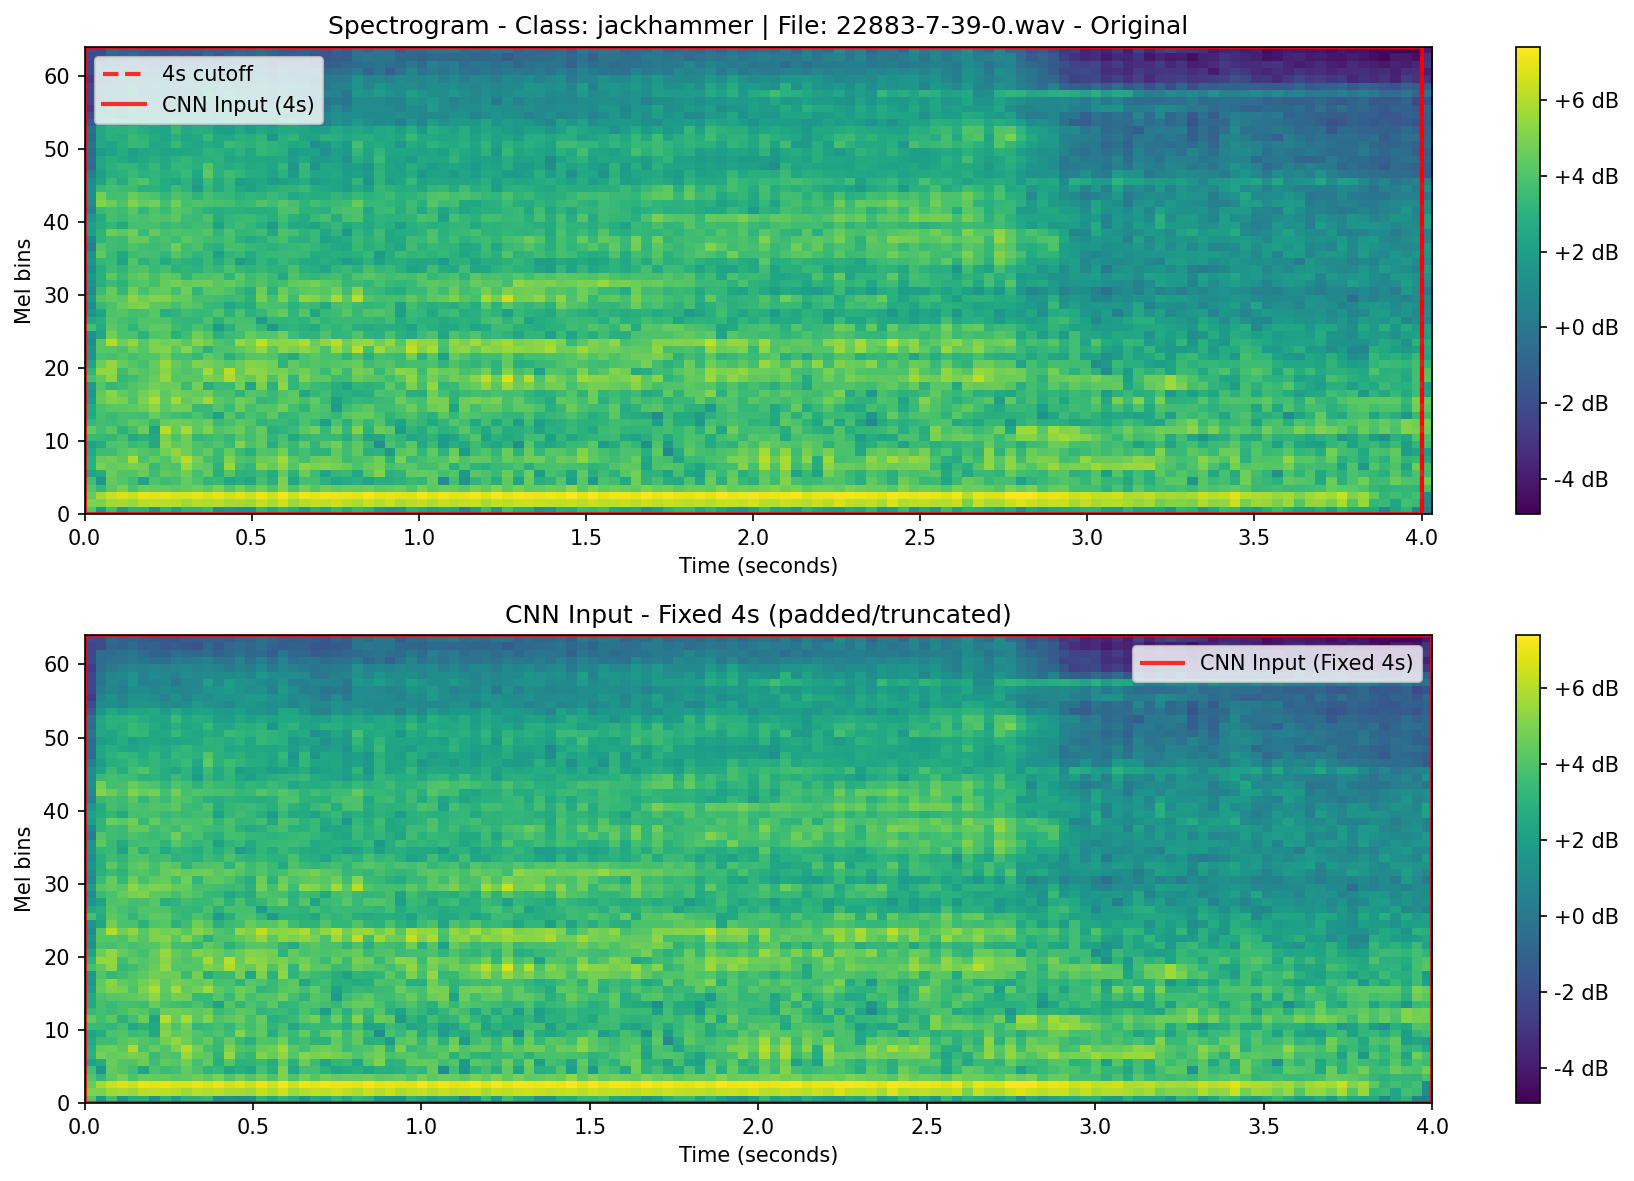 Spectrogram - Class: jackhammer | File: 22883-7-39-0.wav - Original
4s cutoff
CNN Input (4s)
60
50
40
30
20
10
0
Mel bins
0.0 0.5 1.0 1.5 2.0 2.5 3.0 3.5 4.0
Time (seconds)
+6 dB
+4 dB
+2 dB
+0 dB
-2 dB
-4 dB
CNN Input - Fixed 4s (padded/truncated)
CNN Input (Fixed 4s)
60
50
40
30
20
10
0
Mel bins
0.0 0.5 1.0 1.5 2.0 2.5 3.0 3.5 4.0
Time (seconds)
+6 dB
+4 dB
+2 dB
+0 dB
-2 dB
-4 dB